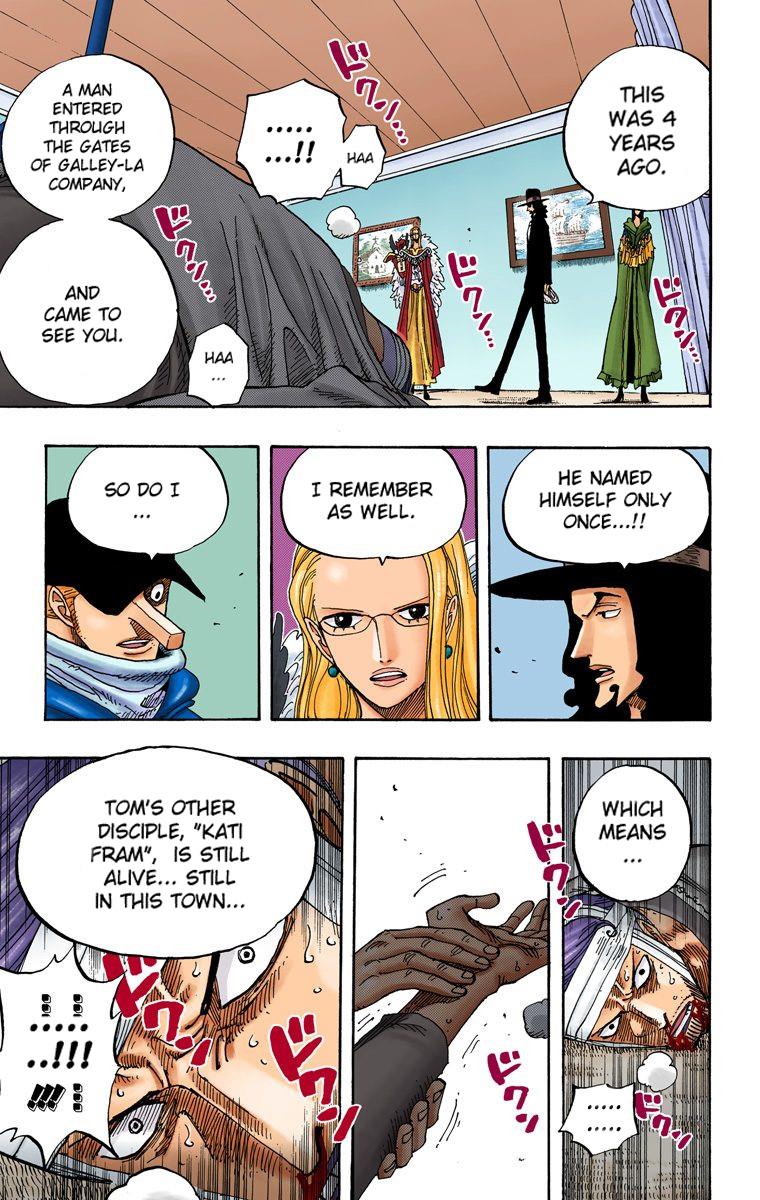 THIS
WAS 4
YEARS
AGO.
ドクン…
ドクン…
ドクン…
ドクン…
.....
...!!
HAA
A MAN
ENTERED
THROUGH
THE GATES
OF GALLEY-LA
COMPANY,
AND
CAME TO
SEE YOU.
HAA
...
HE NAMED
HIMSELF ONLY
ONCE...!!
I REMEMBER
AS WELL.
SO DO I
...
WHICH
MEANS
...
ドクン
ドクン
......
.....
ドクン
TOM'S OTHER
DISCIPLE, "KATI
FRAM", IS STILL
ALIVE... STILL
IN THIS TOWN...
ドクン
ドクン
.....
..!!!